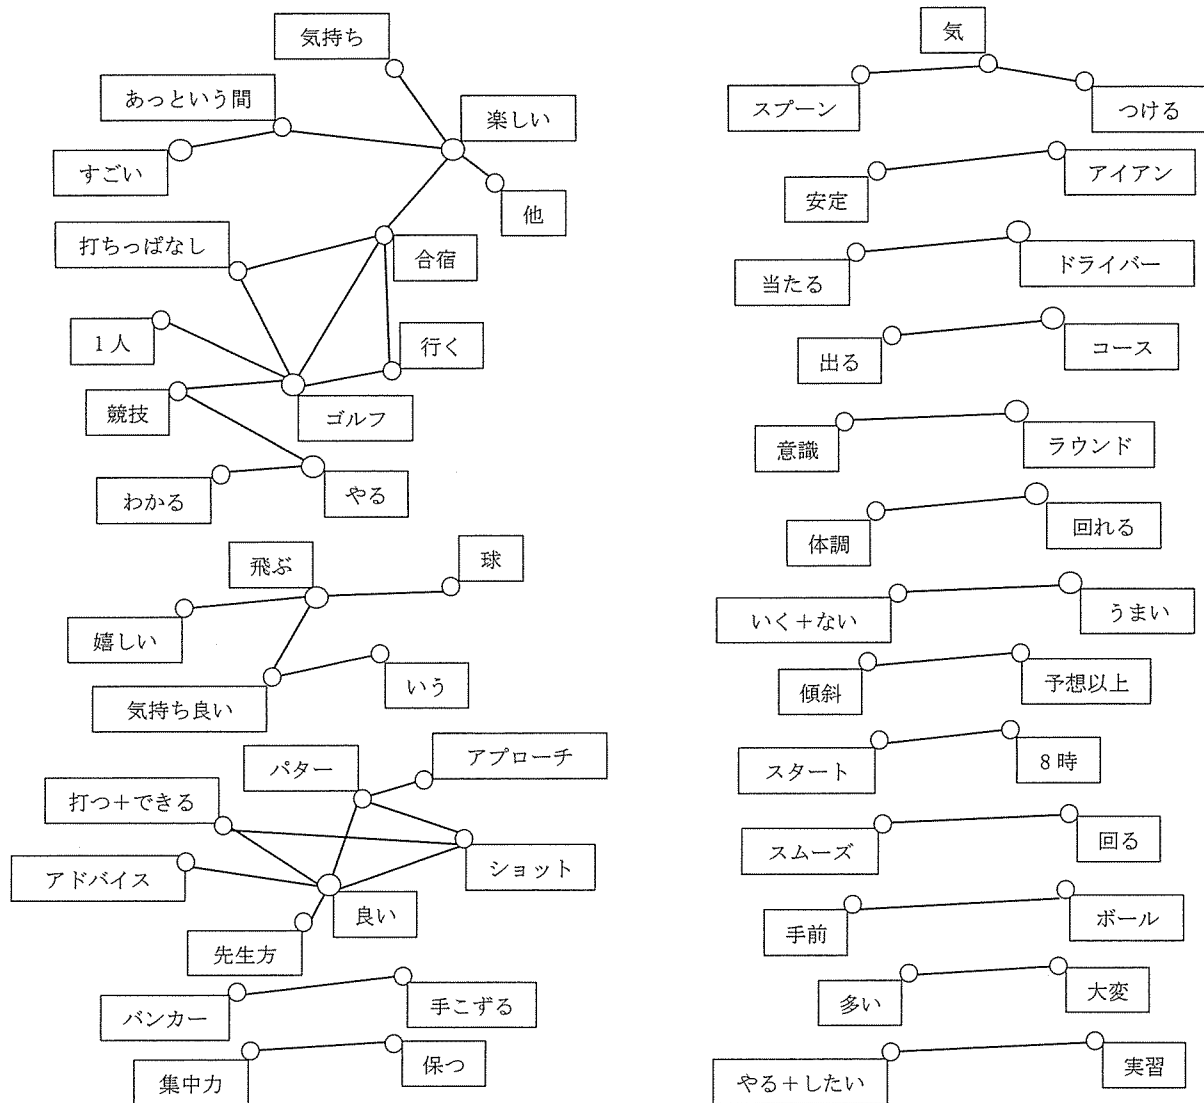 気持ち
あっという間
楽しい
すごい
他
打ちっぱなし
合宿
1人
行く
競技
ゴルフ
わかる
やる
飛ぶ
球
嬉しい
いう
気持ち良い
パター
アプローチ
打つ+できる
アドバイス
ショット
良い
先生方
バンカー
手こずる
集中力
保つ
気
スプーン
つける
安定
アイアン
当たる
ドライバー
出る
コース
意識
ラウンド
体調
回れる
いく+ない
うまい
傾斜
予想以上
スタート
8時
スムーズ
回る
手前
ボール
多い
大変
やる+したい
実習